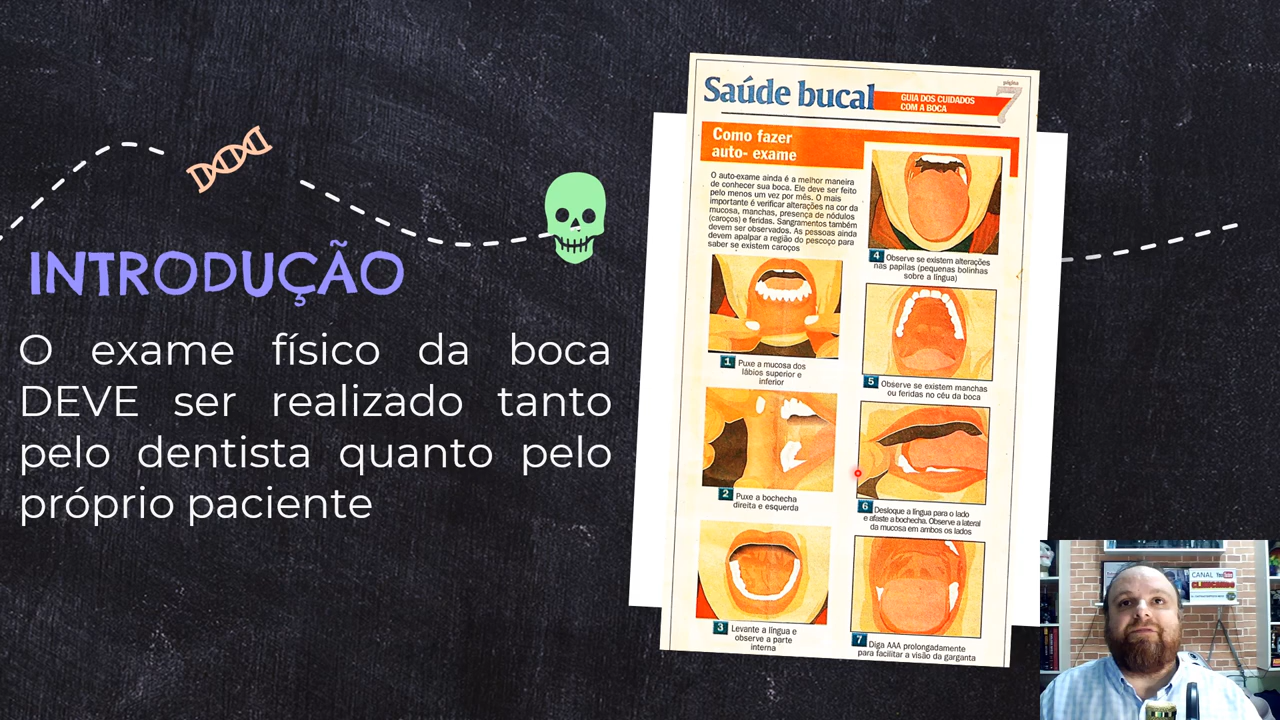 INTRODUÇÃO
O exame físico da boca
DEVE ser realizado tanto
pelo dentista quanto pelo
próprio paciente
Saúde bucal
GUIA DOS CUIDADOS
COM A BOCA
página
7
Como fazer
auto- exame
O auto-exame ainda é a melhor maneira
de conhecer sua boca. Ele deve ser feito
pelo menos um vez por mês. O mais
importante é verificar alterações na cor da
mucosa, manchas, presença de nódulos
(caroços) e feridas. Sangramentos também
devem ser observados. As pessoas ainda
devem apalpar a região do pescoço para
saber se existem caroços
1 Puxe a mucosa dos
lábios superior e
inferior
2 Puxe a bochecha
direita e esquerda
3 Levante a língua e
observe a parte
interna
4 Observe se existem alterações
nas papilas (pequenas bolinhas
sobre a língua)
5 Observe se existem manchas
ou feridas no céu da boca
6 Desloque a língua para o lado
e afaste a bochecha. Observe a lateral
da mucosa em ambos os lados
7 Diga AAA prolongadamente
para facilitar a visão da garganta
CANAL YouTube